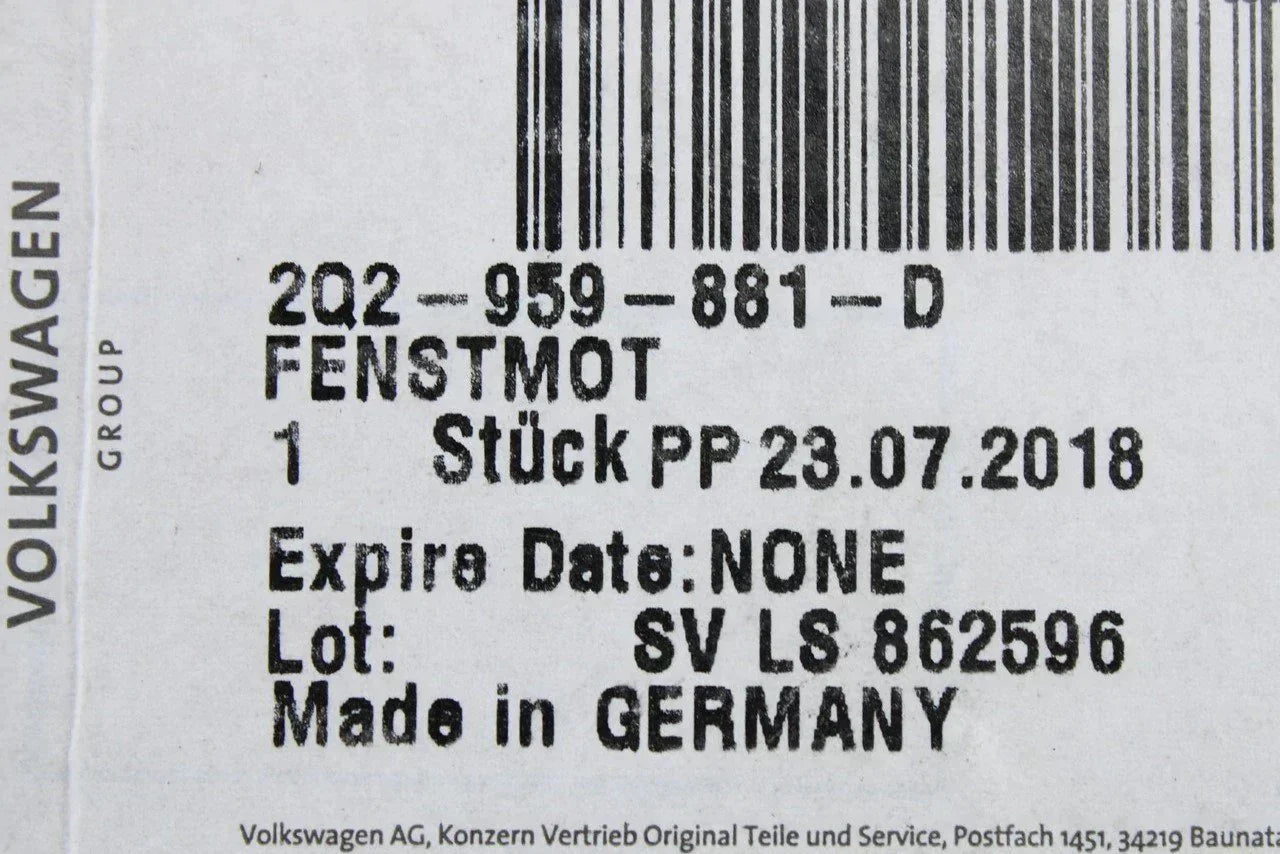 VOLKSWAGEN
GROUP
2Q2-959-881-D
FENSTMOT
1 Stück PP 23.07.2018
Expire Date:NONE
Lot: SV LS 862596
Made in GERMANY
Volkswagen AG, Konzern Vertrieb Original Teile und Service, Postfach 1451, 34219 Baunata